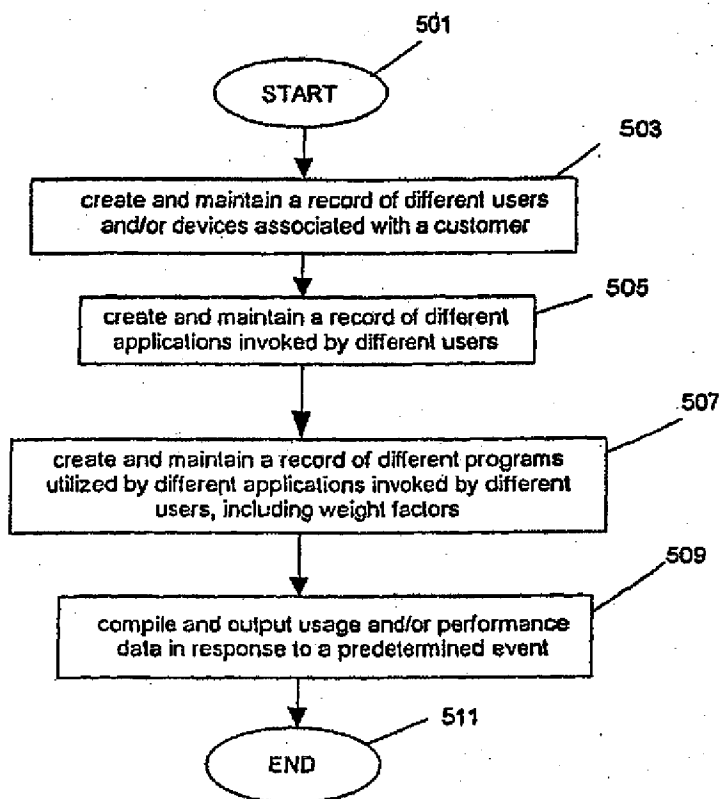 501
START
503
create and maintain a record of different users
and/or devices associated with a customer
505
create and maintain a record of different
applications invoked by different users
507
create and maintain a record of different programs
utilized by different applications invoked by different
users, including weight factors
509
compile and output usage and/or performance
data in response to a predetermined event
511
END